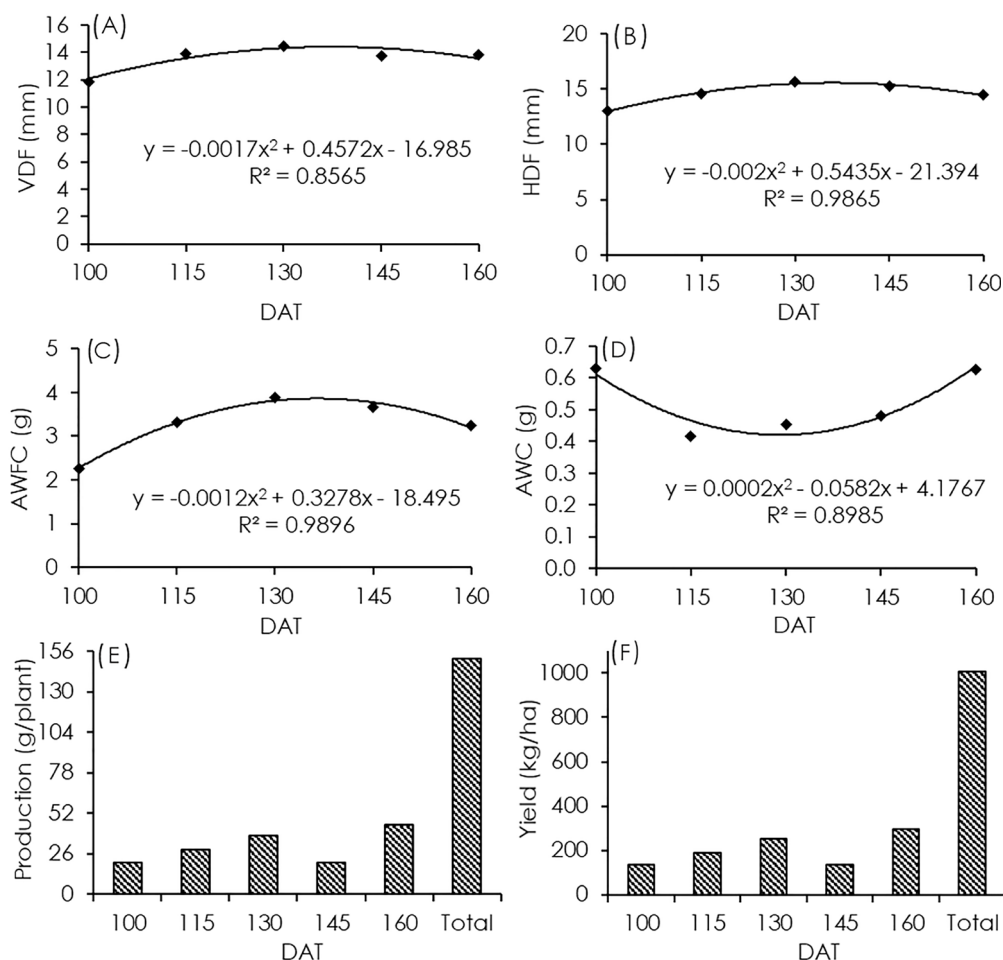 (A)
VDF (mm)
16
14
12
10
8
6
4
2
0
y = -0.0017x² + 0.4572x - 16.985
R² = 0.8565
100 115 130 145 160
DAT
(B)
HDF (mm)
20
15
10
5
0
y = -0.002x² + 0.5435x - 21.394
R² = 0.9865
100 115 130 145 160
DAT
(C)
AWFC (g)
5
4
3
2
1
0
y = -0.0012x² + 0.3278x - 18.495
R² = 0.9896
100 115 130 145 160
DAT
(D)
AWC (g)
0.7
0.6
0.5
0.4
0.3
0.2
0.1
0.0
y = 0.0002x² - 0.0582x + 4.1767
R² = 0.8985
100 115 130 145 160
DAT
(E)
Production (g/plant)
156
130
104
78
52
26
0
100 115 130 145 160 Total
DAT
(F)
Yield (kg/ha)
1000
800
600
400
200
0
100 115 130 145 160 Total
DAT